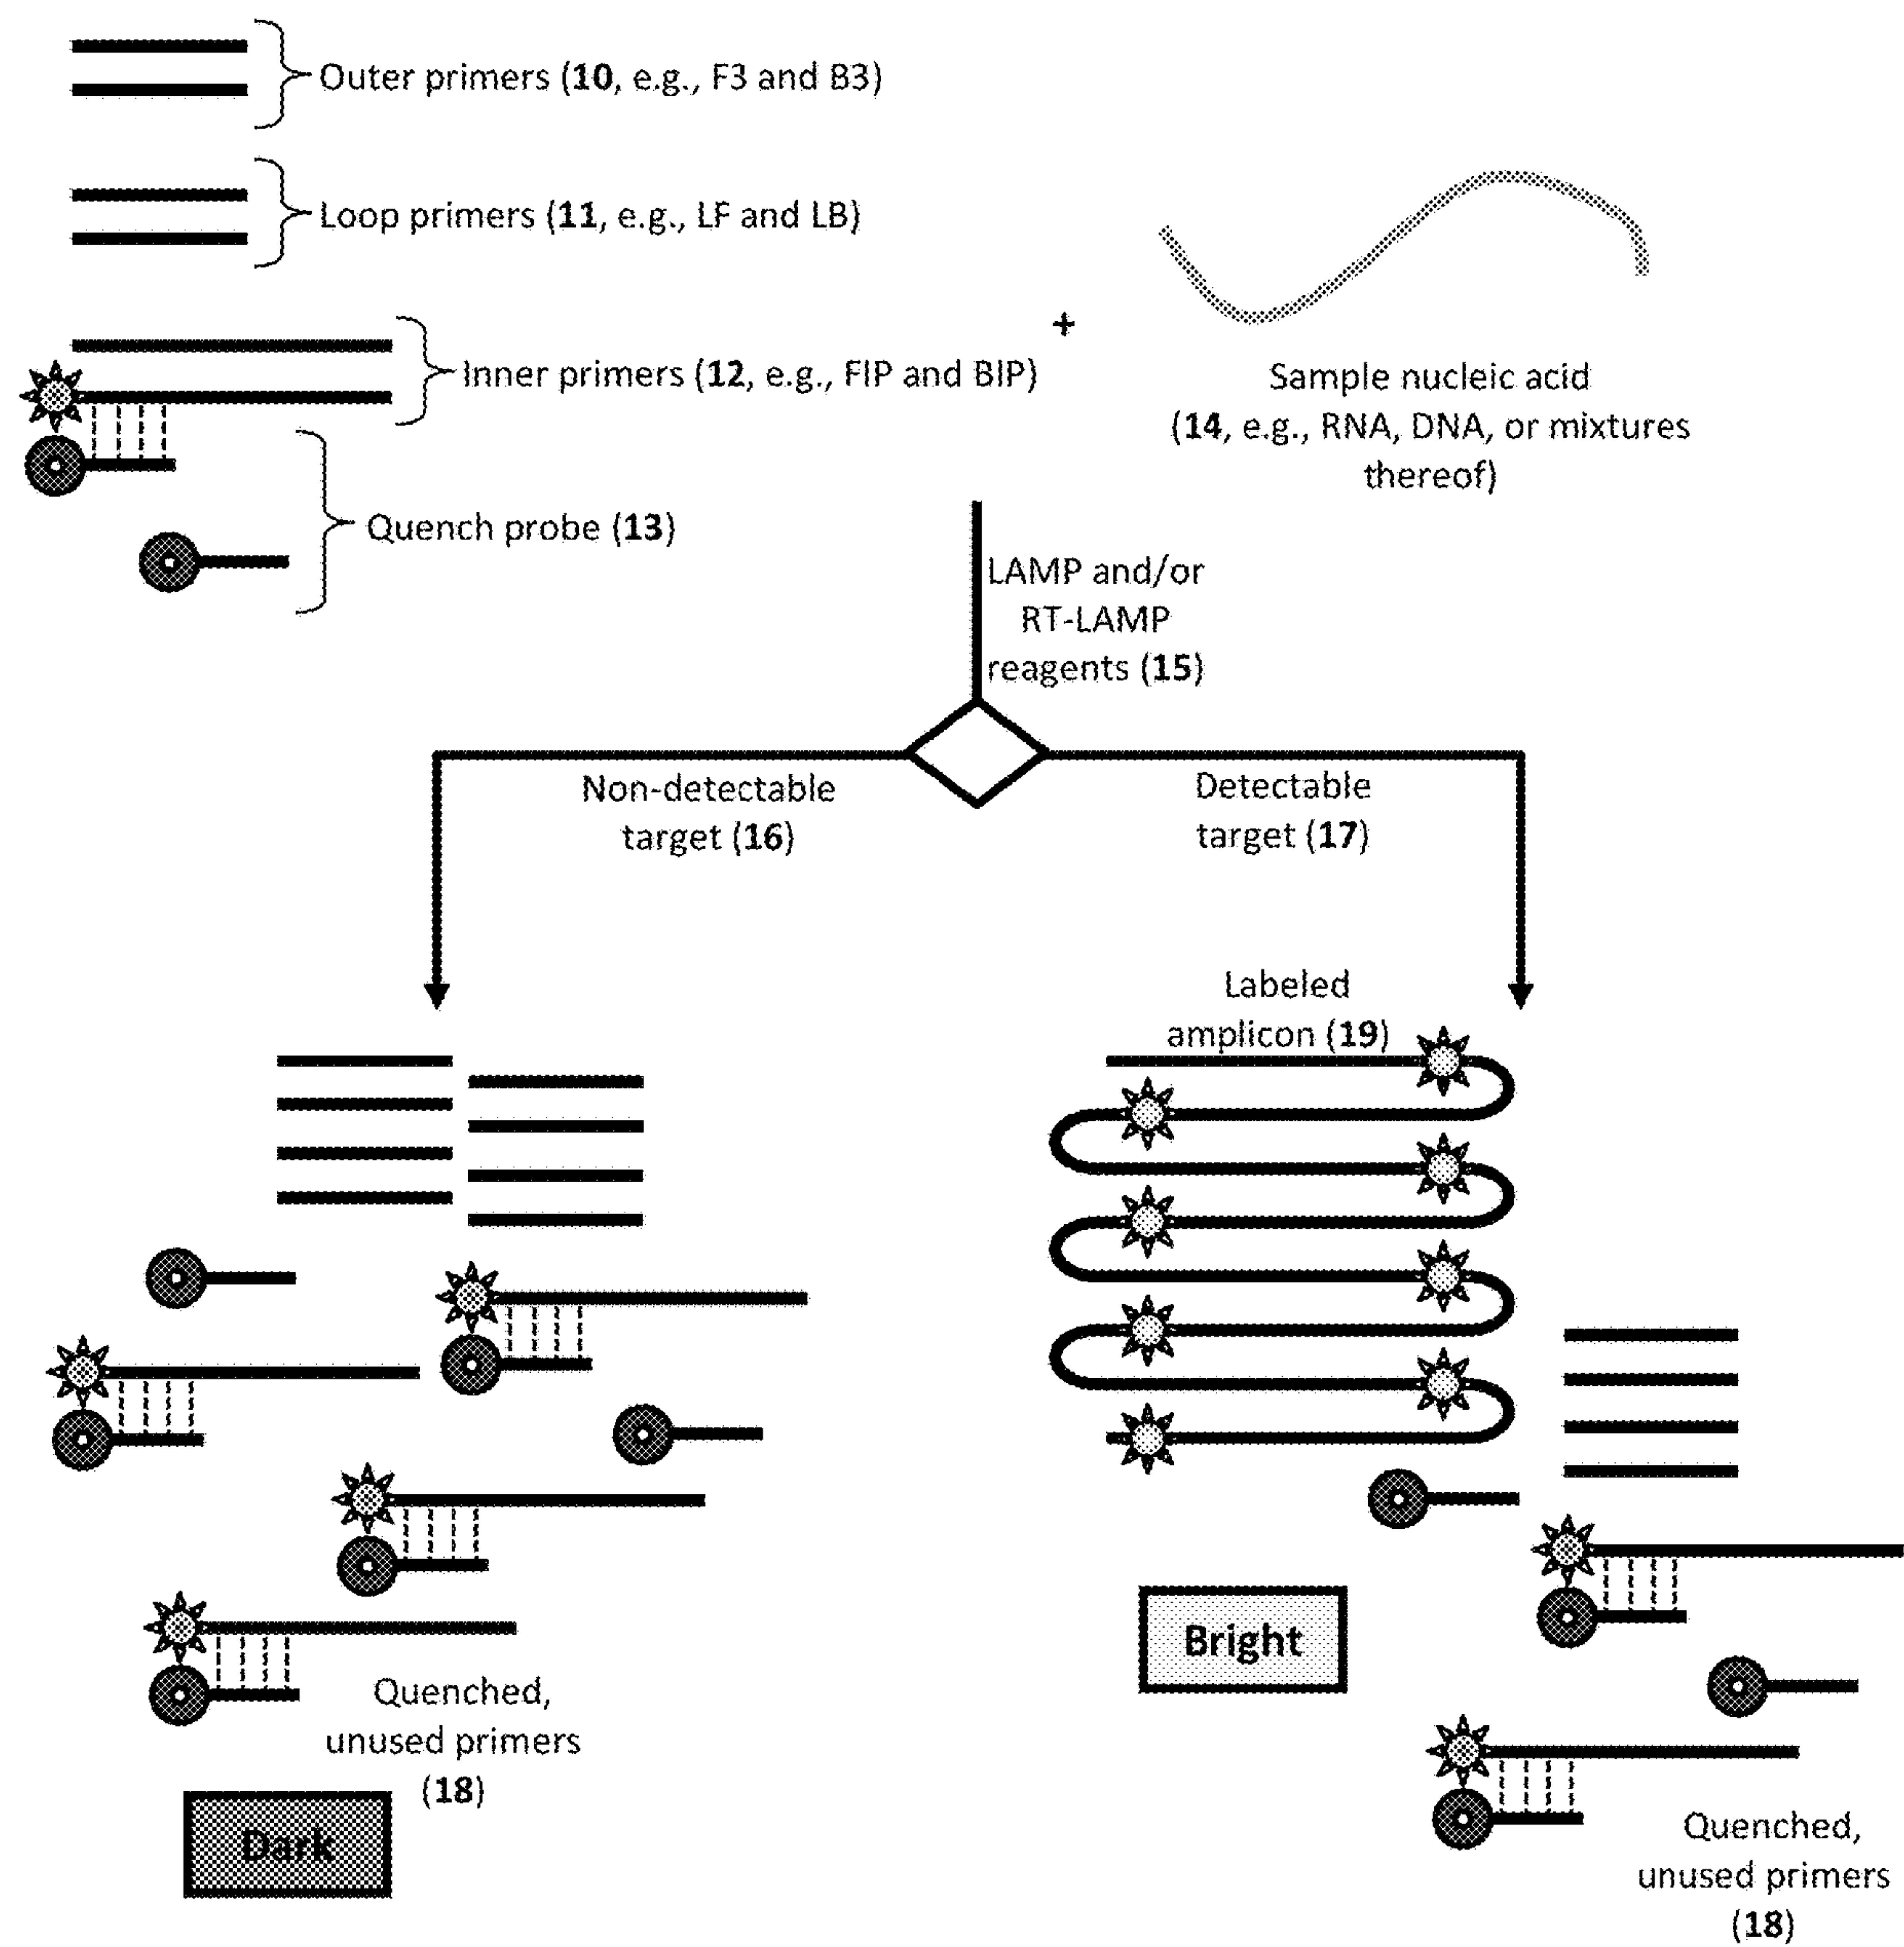 Outer primers (10, e.g., F3 and B3)
Loop primers (11, e.g., LF and LB)
Inner primers (12, e.g., FIP and BIP)
+
Quench probe (13)
Sample nucleic acid
(14, e.g., RNA, DNA, or mixtures
thereof)
LAMP and/or
RT-LAMP
reagents (15)
Non-detectable
target (16)
Detectable
target (17)
Labeled
amplicon (19)
Quenched,
unused primers
(18)
Dark
Bright
Quenched,
unused primers
(18)